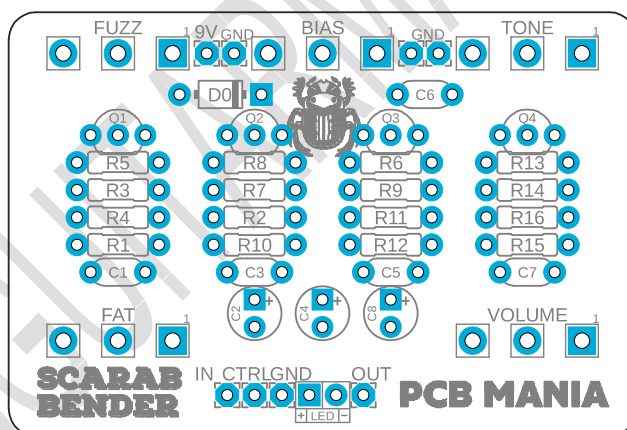 FUZZ 1 9V GND BIAS 1 GND TONE 1
D0 C6
Q1 Q2 Q3 Q4
R5 R8 R6 R13
R3 R7 R9 R14
R4 R2 R11 R16
R1 R10 R12 R15
C1 C3 C5 C7
C2 + C4 + C8 +
FAT 1 VOLUME 1
SCARAB
BENDER
IN CTRL GND OUT
PCB MANIA
+ LED −